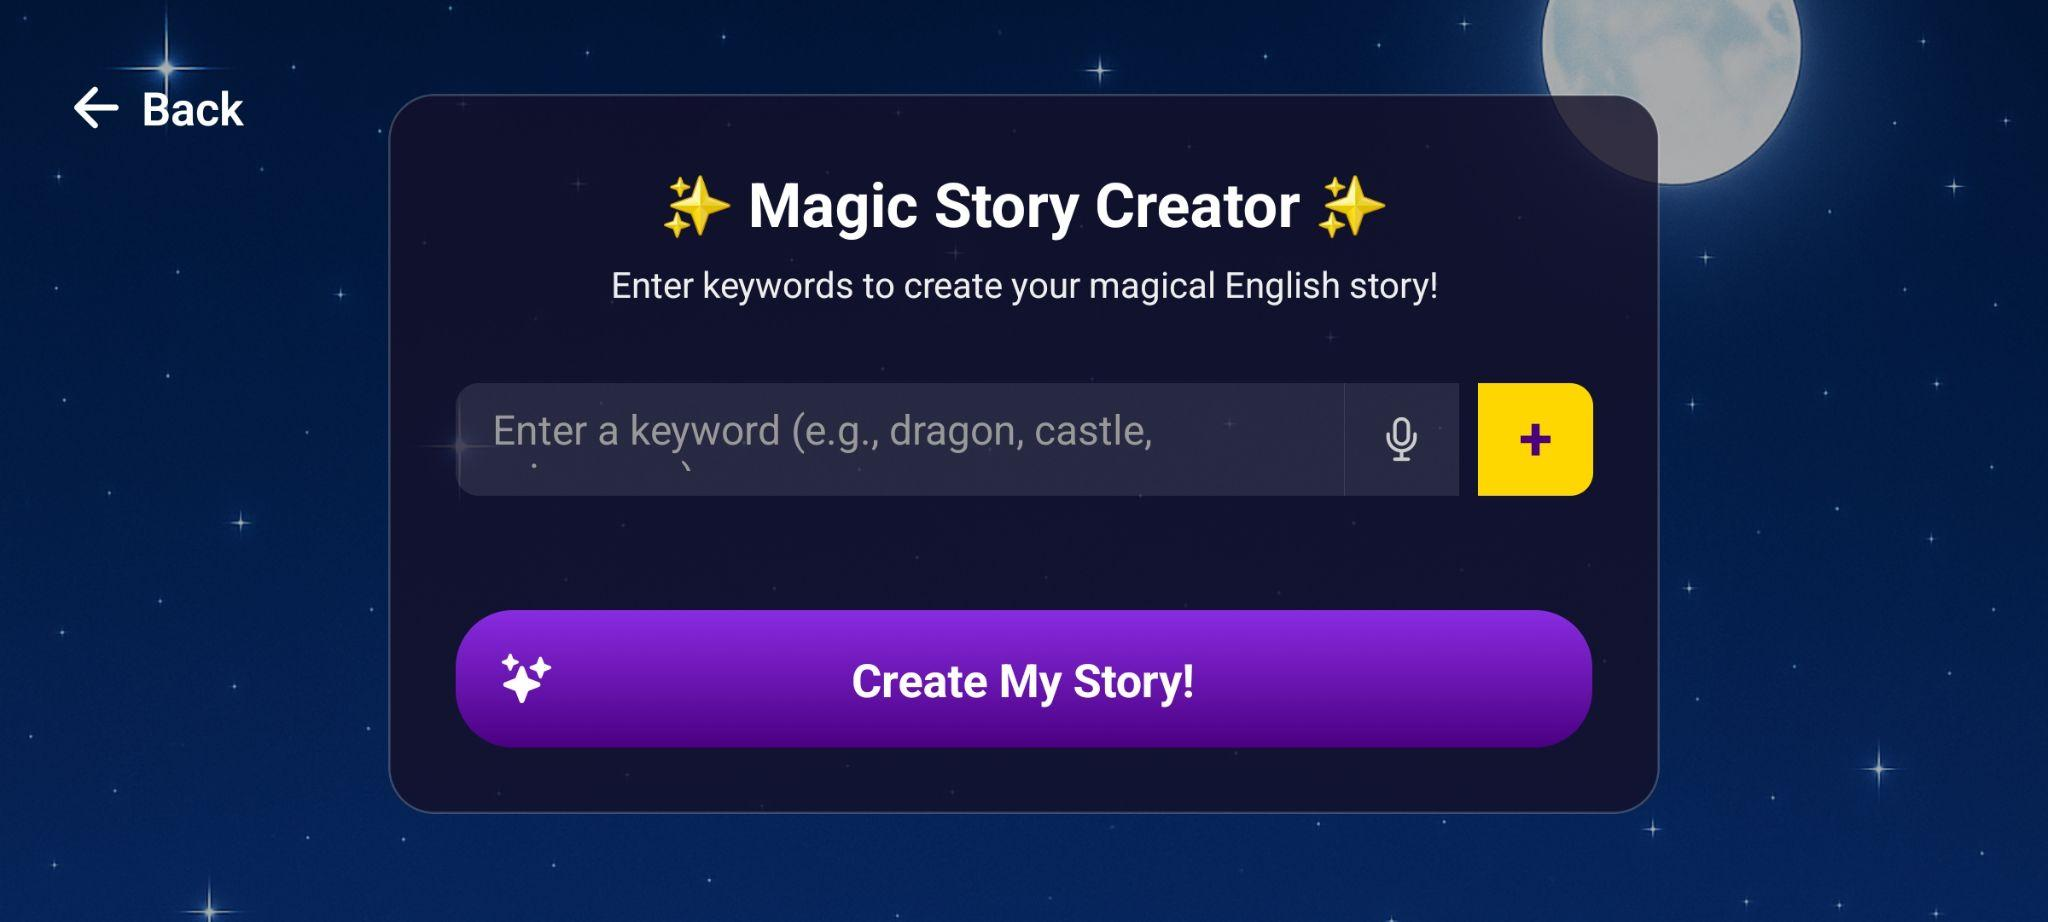 Back
✨ Magic Story Creator ✨
Enter keywords to create your magical English story!
Enter a keyword (e.g., dragon, castle,
+
Create My Story!